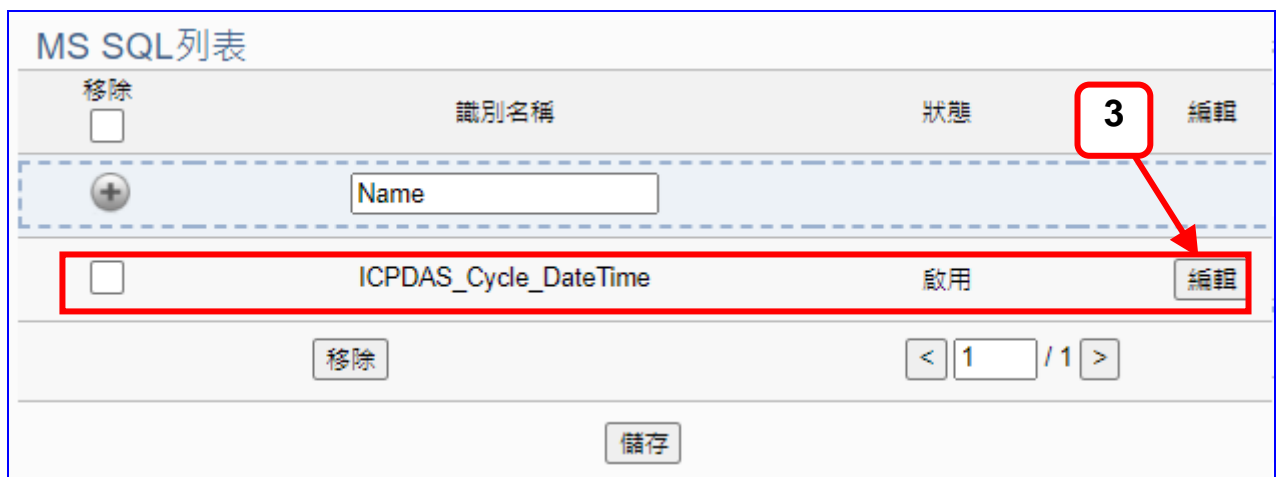 MS SQL列表
移除 識別名稱 狀態 3 編輯
Name
ICPDAS_Cycle_DateTime 啟用 編輯
移除 < 1 / 1 >
儲存